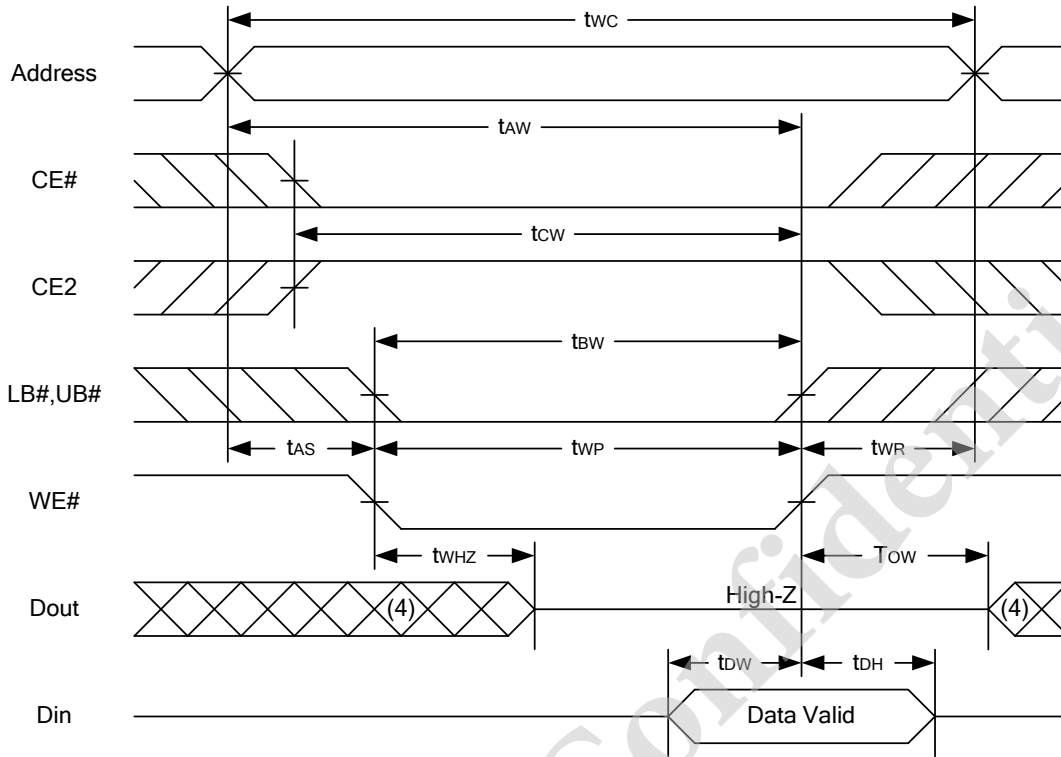 tWC
Address
tAW
CE#
tCW
CE2
tBW
LB#,UB#
tAS
tWP
tWR
WE#
tWHZ
TOW
Dout
(4)
High-Z
(4)
tDW
tDH
Din
Data Valid
Confidenti